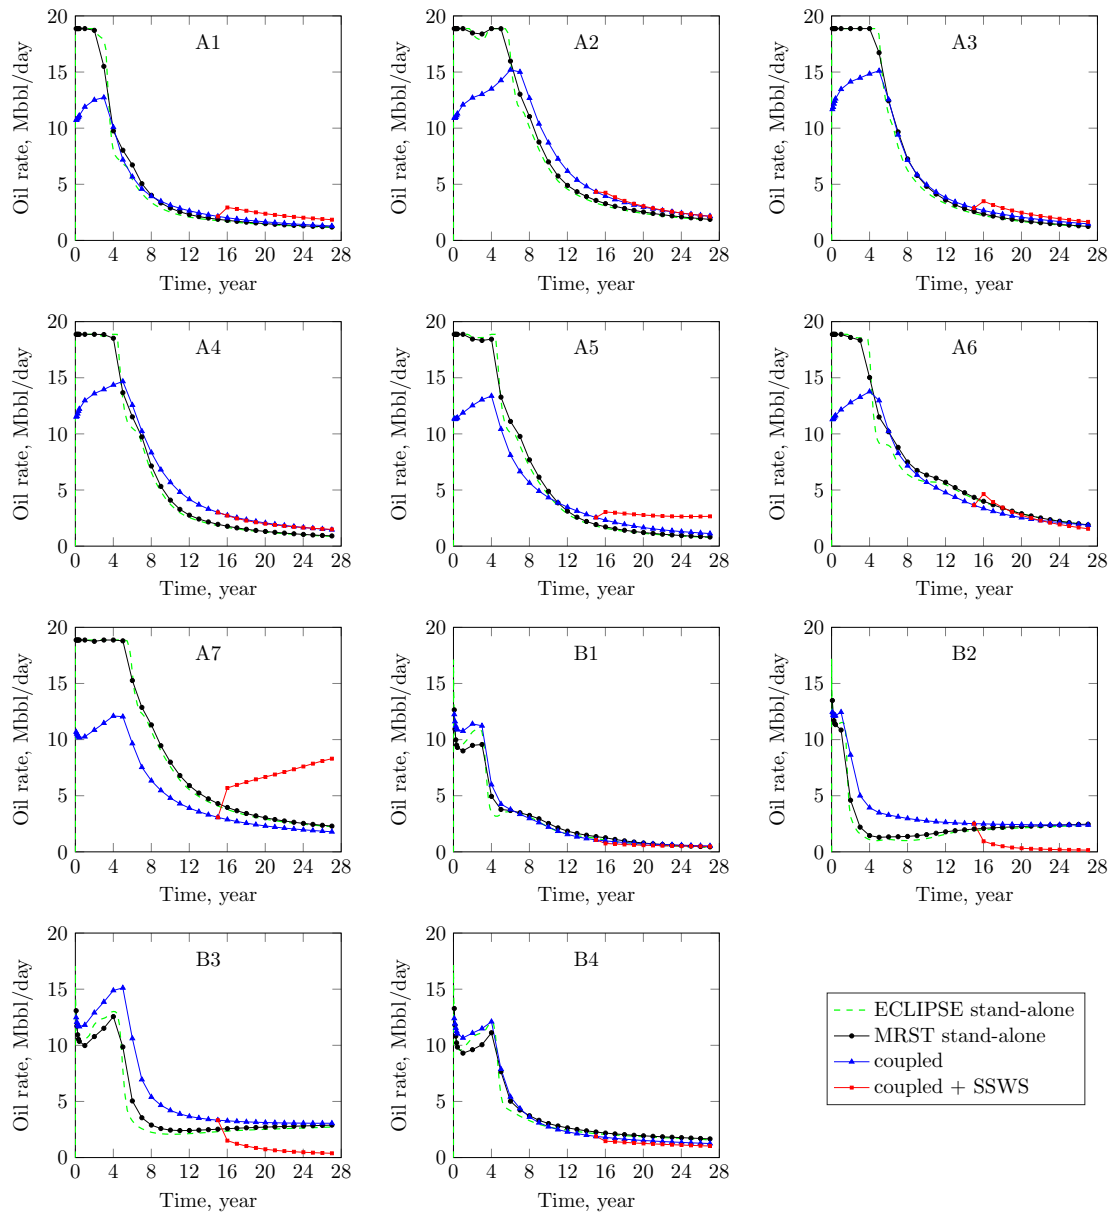 A1
Oil rate, Mbbl/day
20
15
10
5
0
0 4 8 12 16 20 24 28
Time, year
A2
Oil rate, Mbbl/day
20
15
10
5
0
0 4 8 12 16 20 24 28
Time, year
A3
Oil rate, Mbbl/day
20
15
10
5
0
0 4 8 12 16 20 24 28
Time, year
A4
Oil rate, Mbbl/day
20
15
10
5
0
0 4 8 12 16 20 24 28
Time, year
A5
Oil rate, Mbbl/day
20
15
10
5
0
0 4 8 12 16 20 24 28
Time, year
A6
Oil rate, Mbbl/day
20
15
10
5
0
0 4 8 12 16 20 24 28
Time, year
A7
Oil rate, Mbbl/day
20
15
10
5
0
0 4 8 12 16 20 24 28
Time, year
B1
Oil rate, Mbbl/day
20
15
10
5
0
0 4 8 12 16 20 24 28
Time, year
B2
Oil rate, Mbbl/day
20
15
10
5
0
0 4 8 12 16 20 24 28
Time, year
B3
Oil rate, Mbbl/day
20
15
10
5
0
0 4 8 12 16 20 24 28
Time, year
B4
Oil rate, Mbbl/day
20
15
10
5
0
0 4 8 12 16 20 24 28
Time, year
ECLIPSE stand-alone
MRST stand-alone
coupled
coupled + SSWS